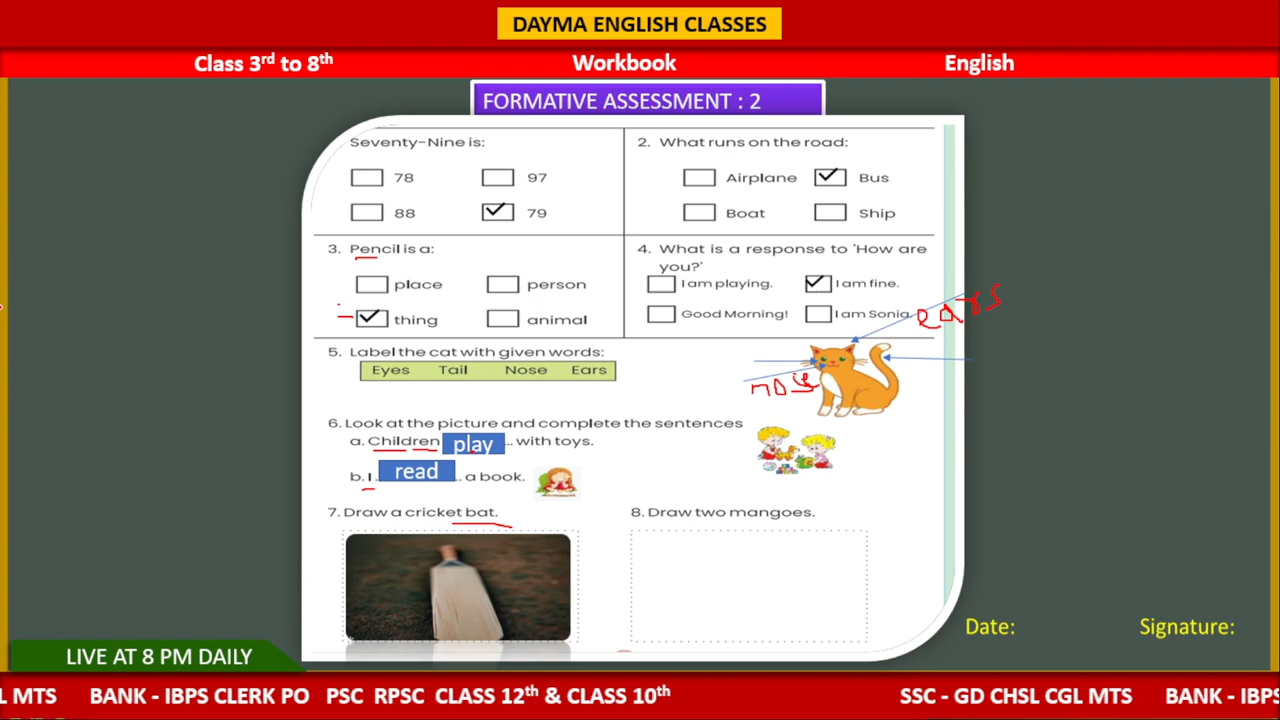 DAYMA ENGLISH CLASSES
Class 3rd to 8th Workbook English
FORMATIVE ASSESSMENT : 2
Seventy-Nine is:
78 97
88 79
2. What runs on the road:
Airplane Bus
Boat Ship
3. Pencil is a:
place person
thing animal
4. What is a response to 'How are
you?'
I am playing. I am fine.
Good Morning! I am Sonia.
ears
5. Label the cat with given words:
Eyes Tail Nose Ears
nose
6. Look at the picture and complete the sentences
a. Children play .. with toys.
b. I . read .. a book.
7. Draw a cricket bat.
8. Draw two mangoes.
Date: Signature:
LIVE AT 8 PM DAILY
L MTS BANK - IBPS CLERK PO PSC RPSC CLASS 12th & CLASS 10th SSC - GD CHSL CGL MTS BANK - IBPS